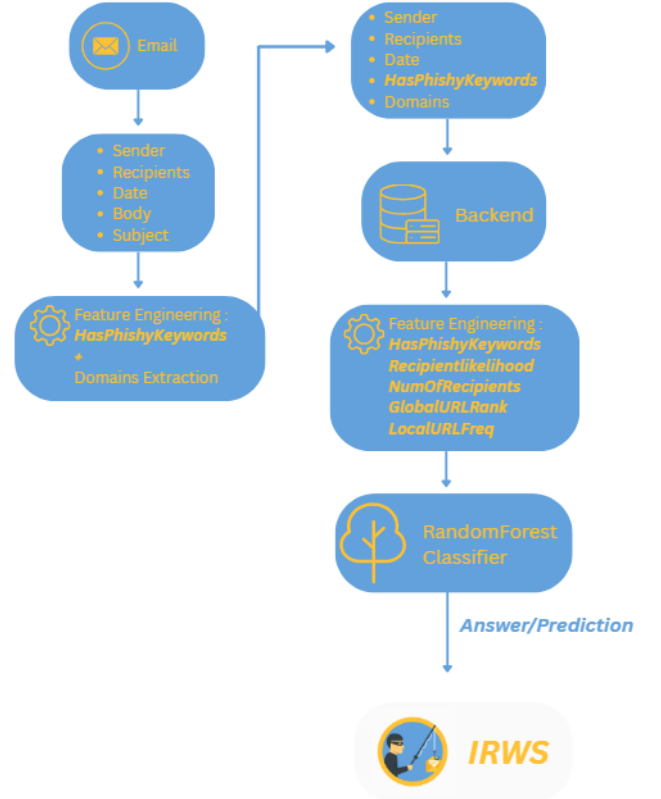 Email
• Sender
• Recipients
• Date
• Body
• Subject
Feature Engineering :
HasPhishyKeywords
+
Domains Extraction
• Sender
• Recipients
• Date
• HasPhishyKeywords
• Domains
Backend
Feature Engineering :
HasPhishyKeywords
Recipientlikelihood
NumOfRecipients
GlobalURLRank
LocalURLFreq
RandomForest
Classifier
Answer/Prediction
IRWS